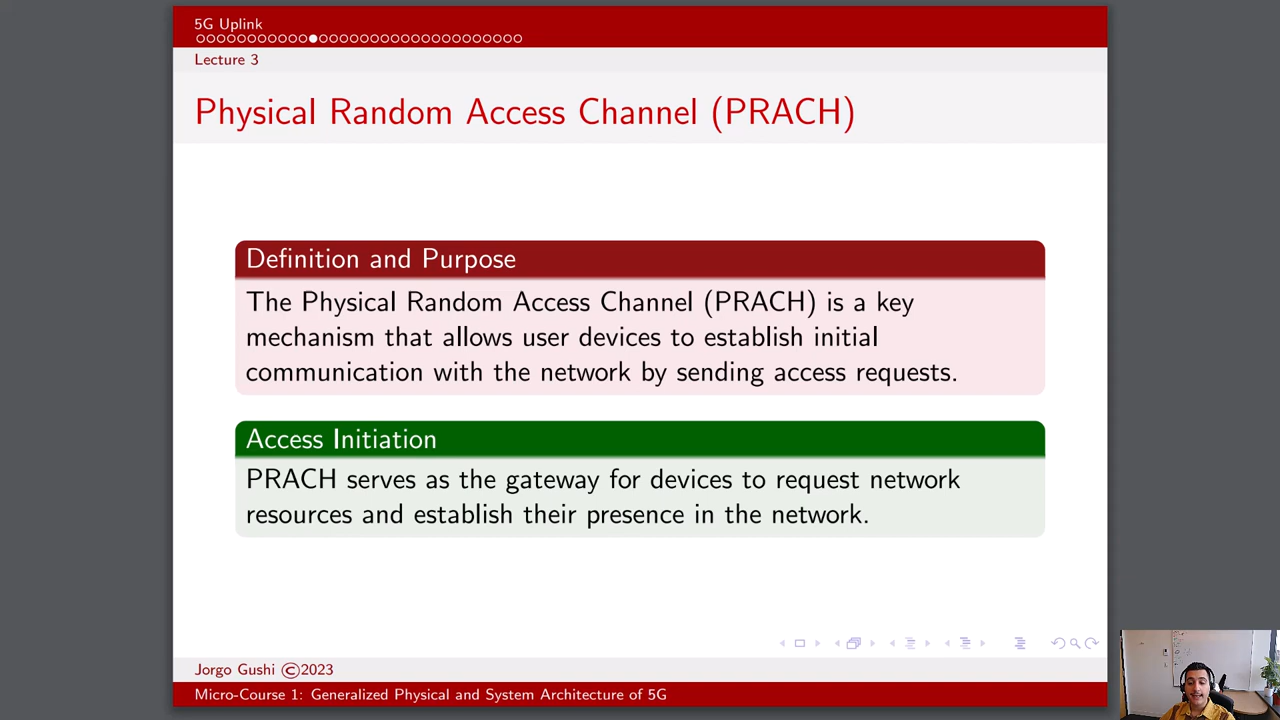 5G Uplink
Lecture 3
Physical Random Access Channel (PRACH)
Definition and Purpose
The Physical Random Access Channel (PRACH) is a key
mechanism that allows user devices to establish initial
communication with the network by sending access requests.
Access Initiation
PRACH serves as the gateway for devices to request network
resources and establish their presence in the network.
Jorgo Gushi ©2023
Micro-Course 1: Generalized Physical and System Architecture of 5G